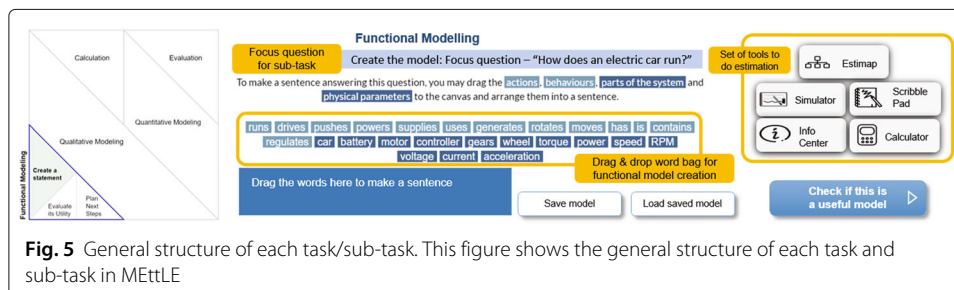 Calculation
Evaluation
Quantitative Modeling
Qualitative Modeling
Functional Modeling
Create a
statement
Evaluate
its Utility
Plan
Next
Steps
Functional Modelling
Focus question
for sub-task
Create the model: Focus question – "How does an electric car run?"
To make a sentence answering this question, you may drag the actions, behaviours, parts of the system and
physical parameters to the canvas and arrange them into a sentence.
runs drives pushes powers supplies uses generates rotates moves has is contains
regulates car battery motor controller gears wheel torque power speed RPM
voltage current acceleration
Drag & drop word bag for
functional model creation
Drag the words here to make a sentence
Save model
Load saved model
Set of tools to
do estimation
Estimap
Simulator
Scribble
Pad
Info
Center
Calculator
Check if this is
a useful model
Fig. 5 General structure of each task/sub-task. This figure shows the general structure of each task and
sub-task in MEttLE